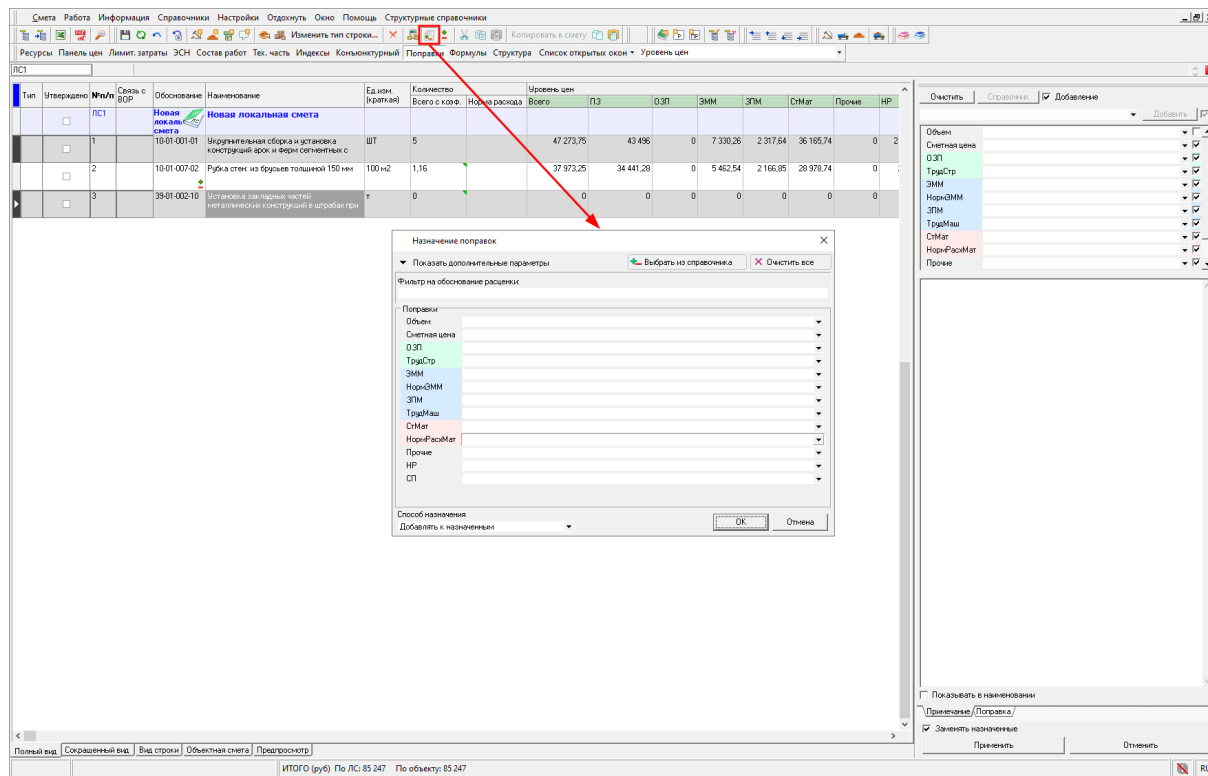 Смета Работа Информация Справочники Настройки Отдохнуть Окно Помощь Структурные справочники
Изменить тип строки... Копировать в смету
Ресурсы Панель цен Лимит.затраты ЭСН Состав работ Тех.часть Индексы Конъюнктурный Поправки Формулы Структура Список открытых окон Уровень цен
ЛС1
Тип Утверждено №п/п Связь с ВОР Обоснование Наименование Ед.изм. (краткая) Количество Уровень цен
Всего с коэф. Норма расхода Всего ПЗ ОЗП ЭММ ЗПМ СтМат Прочие НР
ЛС1 Новая локальная смета Новая локальная смета
1 10-01-001-01 Укрупнительная сборка и установка конструкций арок и ферм сегментных с ШТ 5 47 273,75 43 496 0 7 330,26 2 317,64 36 165,74 0 2
2 10-01-007-02 Рубка стен: из брусьев толщиной 150 мм 100 м2 1,16 37 973,25 34 441,28 0 5 462,54 2 166,85 28 978,74 0
3 39-01-002-10 Установка закладных частей металлических конструкций в штрабах при т 0 0 0 0 0 0 0 0
Назначение поправок
Показать дополнительные параметры Выбрать из справочника Очистить все
Фильтр на обоснование расценки:
Поправки
Объем
Сметная цена
ОЗП
ТрудСтр
ЭММ
НормЭММ
ЗПМ
ТрудМаш
СтМат
НормРасхМат
Прочие
НР
СП
Способ назначения
Добавлять к назначенным
OK Отмена
Очистить Справочник Добавление
Добавить
Объем
Сметная цена
ОЗП
ТрудСтр
ЭММ
НормЭММ
ЗПМ
ТрудМаш
СтМат
НормРасхМат
Прочие
Показывать в наименовании
Примечание Поправка
Заменять назначенные
Применить Отменить
Полный вид Сокращенный вид Вид строки Объектная смета Предпросмотр
ИТОГО (руб) По ЛС: 85 247 По объекту: 85 247